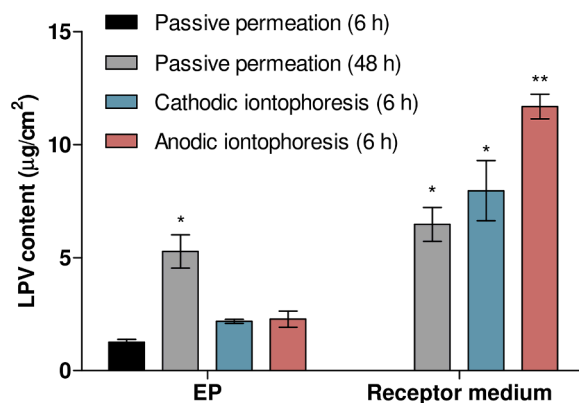 Passive permeation (6 h)
Passive permeation (48 h)
Cathodic iontophoresis (6 h)
Anodic iontophoresis (6 h)
LPV content (μg/cm²)
15
10
5
0
*
*
*
**
EP
Receptor medium